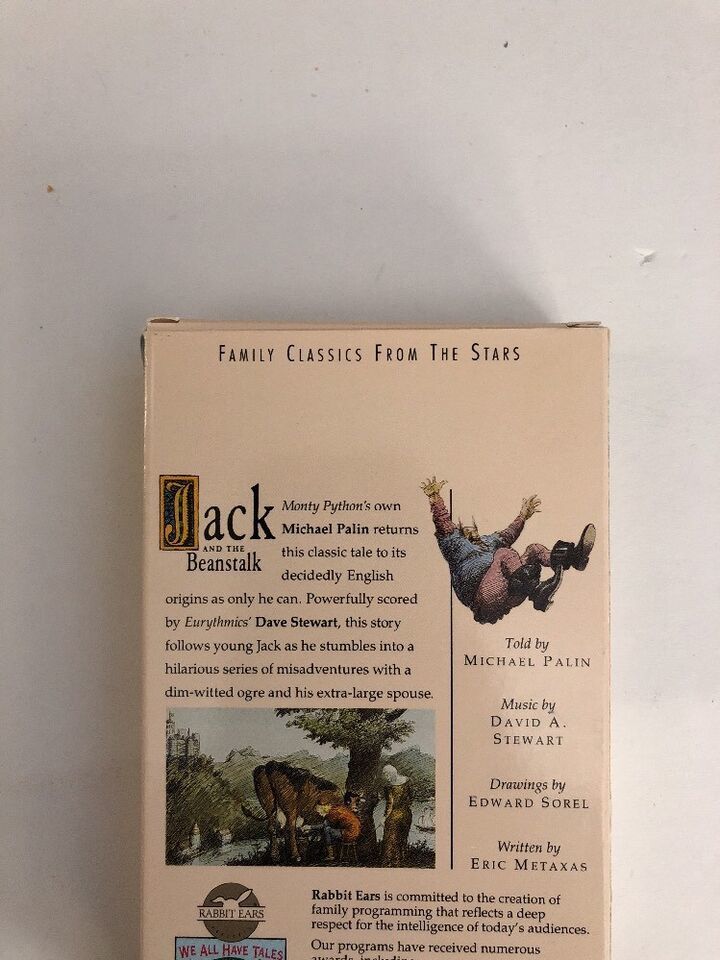 FAMILY CLASSICS FROM THE STARS
Jack
AND THE
Beanstalk
Monty Python's own
Michael Palin returns
this classic tale to its
decidedly English
origins as only he can. Powerfully scored
by Eurythmics' Dave Stewart, this story
follows young Jack as he stumbles into a
hilarious series of misadventures with a
dim-witted ogre and his extra-large spouse.
Told by
MICHAEL PALIN
Music by
DAVID A.
STEWART
Drawings by
EDWARD SOREL
Written by
ERIC METAXAS
RABBIT EARS
WE ALL HAVE TALES
Rabbit Ears is committed to the creation of
family programming that reflects a deep
respect for the intelligence of today's audiences.
Our programs have received numerous
awards, including